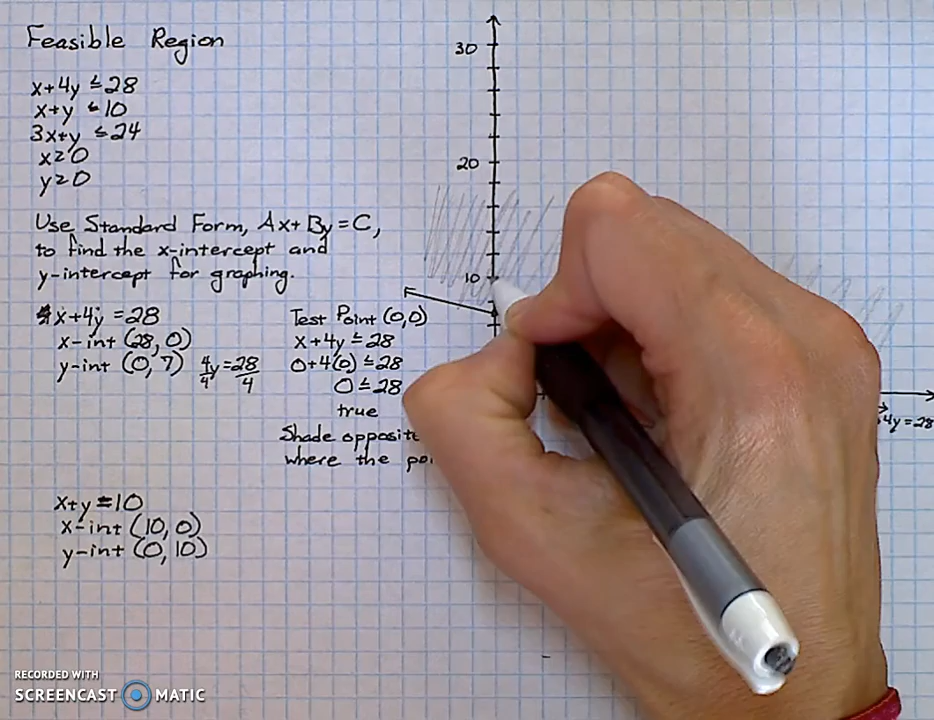 Feasible Region
x+4y ≤ 28
x+y ≤ 10
3x+y ≤ 24
x ≥ 0
y ≥ 0
Use Standard Form, Ax + By = C,
to find the x-intercept and
y-intercept for graphing.
x+4y = 28
x-int (28, 0)
y-int (0, 7) 4y = 28
4 4
Test Point (0,0)
x+4y ≤ 28
0+4(0) ≤ 28
0 ≤ 28
true
Shade opposite
where the
x+y = 10
x-int (10, 0)
y-int (0, 10)
30
20
10
4y = 28
RECORDED WITH
SCREENCAST MATIC